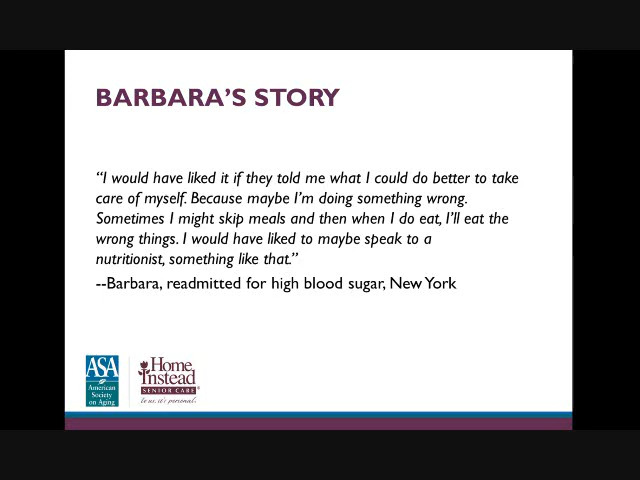 BARBARA’S STORY
“I would have liked it if they told me what I could do better to take
care of myself. Because maybe I’m doing something wrong.
Sometimes I might skip meals and then when I do eat, I’ll eat the
wrong things. I would have liked to maybe speak to a
nutritionist, something like that.”
--Barbara, readmitted for high blood sugar, New York
ASA
American
Society
on Aging
Home
Instead
SENIOR CARE®
to us, it’s personal.